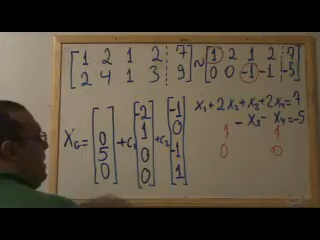 [1 2 1 2 | 7] ~ [1 2 1 2 | 7]
[2 4 1 3 | 9] [0 0 -1 -1 | -5]
x₁+2x₂+x₃+2x₄=7
-x₃-x₄=-5
1 1
0 0
X_G = [0 5 0] + C₁ [-2 1 0 0] + C₂ [-1 0 -1 1]